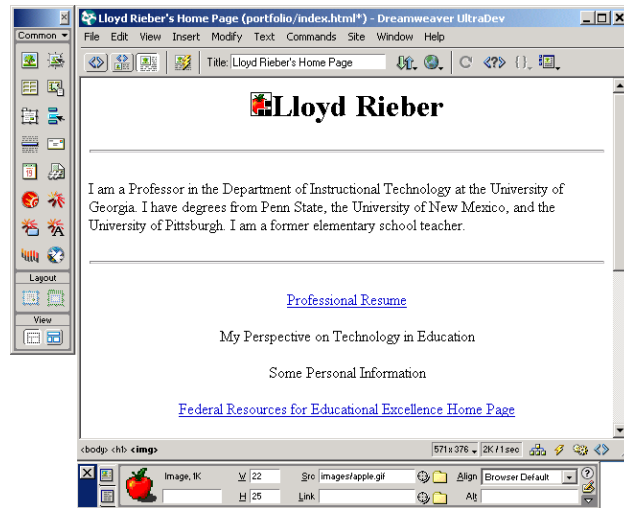 Lloyd Rieber's Home Page (portfolio/index.html*) - Dreamweaver UltraDev
Common
File Edit View Insert Modify Text Commands Site Window Help
Title: Lloyd Rieber's Home Page
Lloyd Rieber
I am a Professor in the Department of Instructional Technology at the University of
Georgia. I have degrees from Penn State, the University of New Mexico, and the
University of Pittsburgh. I am a former elementary school teacher.
Layout
View
Professional Resume
My Perspective on Technology in Education
Some Personal Information
Federal Resources for Educational Excellence Home Page
<body> <h1> <img>
571 x 376 2K / 1 sec
Image, 1K W 22 Src images/apple.gif Align Browser Default
H 25 Link Alt